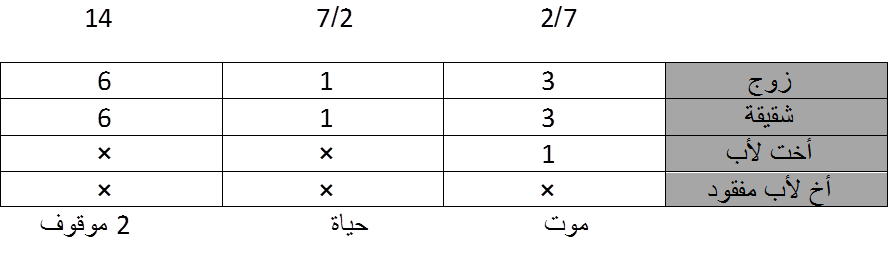 2/7 7/2 14
زوج 3 1 6
شقيقة 3 1 6
أخت لأب 1 × ×
أخ لأب مفقود × × ×
موت حياة 2 موقوف